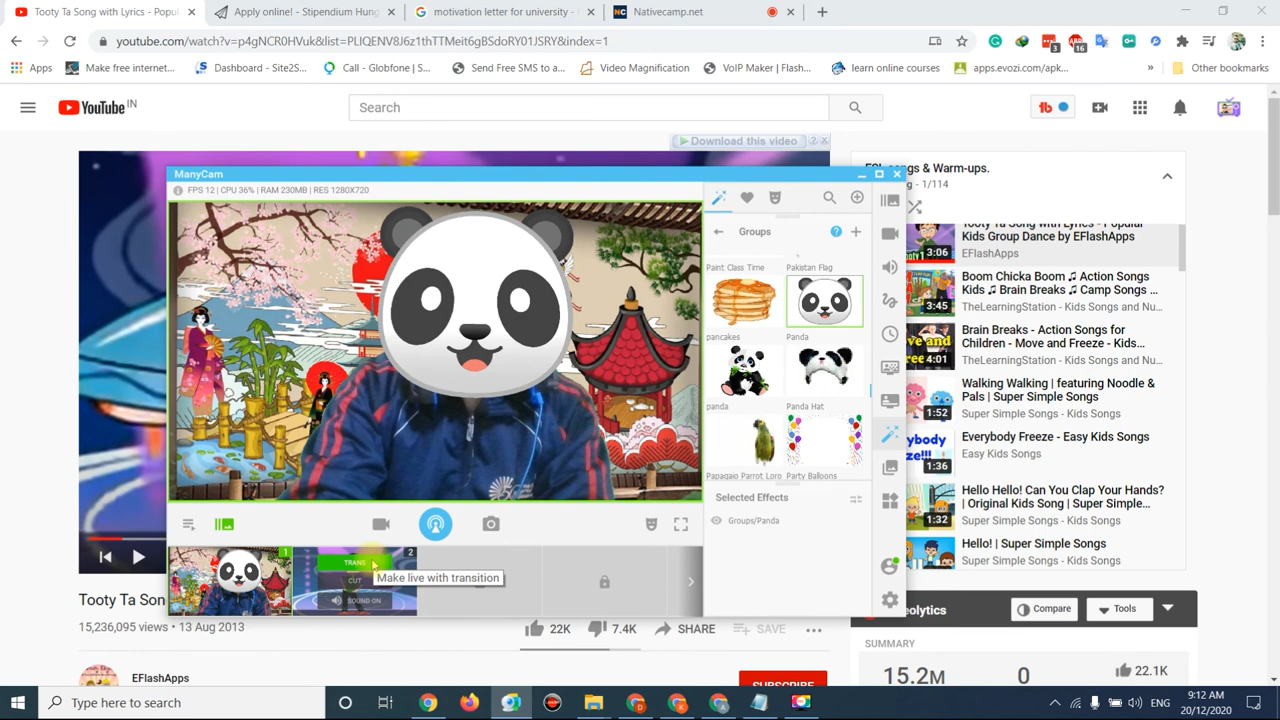 Tooty Ta Song with Lyrics - Popul
Apply online - Stipendium Hung
motivation letter for university -
Nativecamp.net
youtube.com/watch?v=p4gNCR0HVuk&list=PLIQENV8J6z1thTTMeit6gBSdoRY01JSRY&index=1
3
16
Apps
Make free internet...
Dashboard - Site2S...
Call - Globfone | S...
Send Free SMS to a...
Video Magnification
VoIP Maker | Flash...
learn online courses
apps.evozi.com/apk...
»
Other bookmarks
YouTube IN
Search
Download this video
ManyCam
FPS 12 | CPU 36% | RAM 230MB | RES 1280X720
Groups
Paint Class Time
Pakistan Flag
pancakes
Panda
panda
Panda Hat
Papagaio Parrot Loro
Party Balloons
Selected Effects
Groups/Panda
1
2
TRANS
CUT
SOUND ON
Make live with transition
songs & Warm-ups.
- 1/114
Tooty Ta Song with Lyrics - Popular
Kids Group Dance by EFlashApps
EFlashApps
3:06
Boom Chicka Boom ♫ Action Songs
Kids ♫ Brain Breaks ♫ Camp Songs ...
TheLearningStation - Kids Songs and Nu...
3:45
Brain Breaks - Action Songs for
Children - Move and Freeze - Kids...
TheLearningStation - Kids Songs and Nu...
4:01
Walking Walking | featuring Noodle &
Pals | Super Simple Songs
Super Simple Songs - Kids Songs
1:52
Everybody Freeze - Easy Kids Songs
Easy Kids Songs
1:36
Hello Hello! Can You Clap Your Hands?
| Original Kids Song | Super Simple...
Super Simple Songs - Kids Songs
1:32
Hello! | Super Simple Songs
Super Simple Songs - Kids Songs
0:53
Tooty Ta Son
15,236,095 views • 13 Aug 2013
22K
7.4K
SHARE
SAVE
EFlashApps
SUBSCRIBE
eolytics
Compare
Tools
SUMMARY
15.2M
0
22.1K
Type here to search
ENG
9:12 AM
20/12/2020